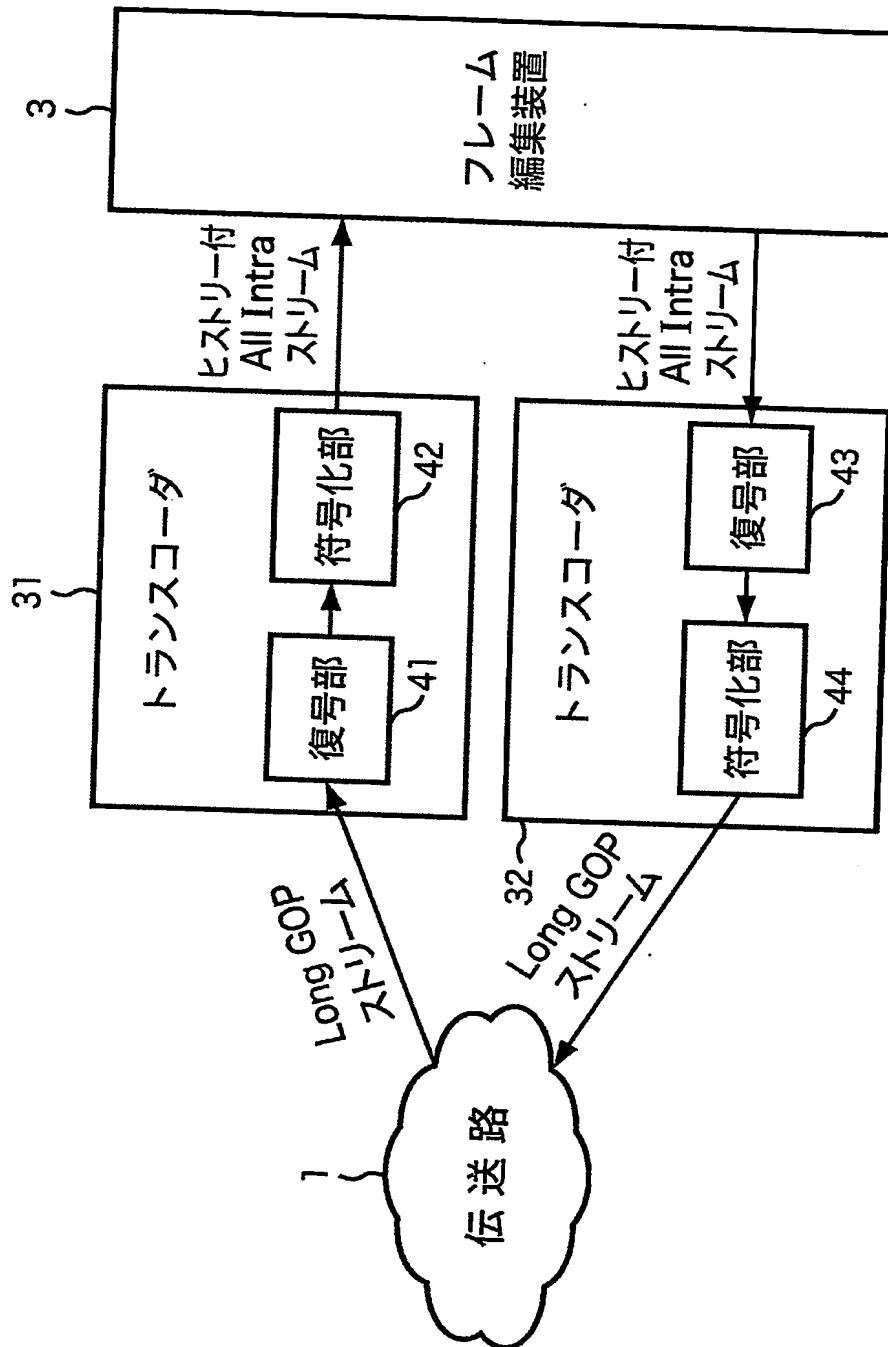 3
フレーム
編集装置
ヒストリー付
All Intra
ストリーム
ヒストリー付
All Intra
ストリーム
31
トランスコーダ
符号化部
42
復号部
41
トランスコーダ
復号部
43
符号化部
44
32
Long GOP
ストリーム
Long GOP
ストリーム
1
伝送路